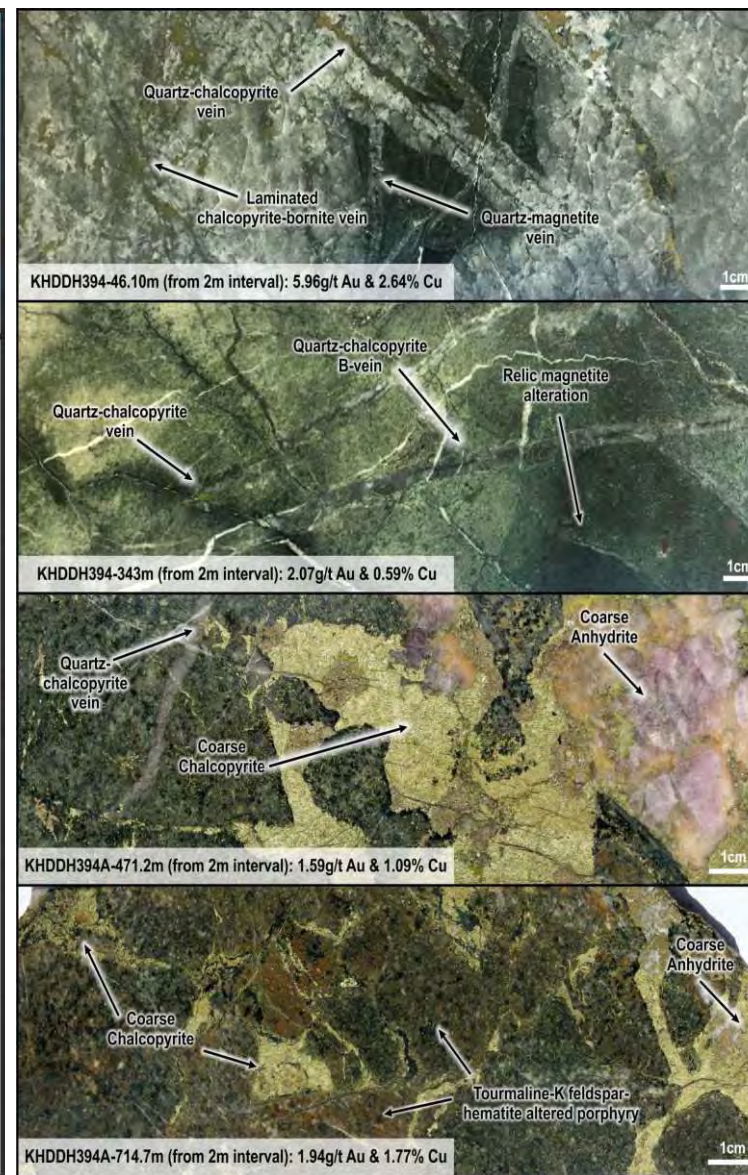 Quartz-chalcopyrite
vein
Laminated
chalcopyrite-bornite vein
Quartz-magnetite
vein
KHDDH394-46.10m (from 2m interval): 5.96g/t Au & 2.64% Cu
1cm
Quartz-chalcopyrite
B-vein
Relic magnetite
alteration
Quartz-chalcopyrite
vein
KHDDH394-343m (from 2m interval): 2.07g/t Au & 0.59% Cu
1cm
Quartz-
chalcopyrite
vein
Coarse
Anhydrite
Coarse
Chalcopyrite
KHDDH394A-471.2m (from 2m interval): 1.59g/t Au & 1.09% Cu
1cm
Coarse
Anhydrite
Coarse
Chalcopyrite
Tourmaline-K feldspar-
hematite altered porphyry
KHDDH394A-714.7m (from 2m interval): 1.94g/t Au & 1.77% Cu
1cm